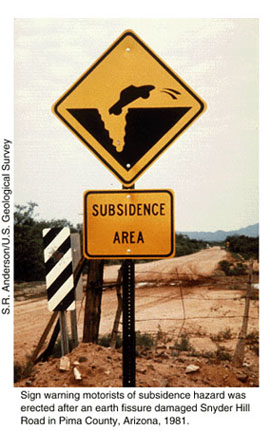 SUBSIDENCE
AREA
S.R. Anderson/U.S. Geological Survey
Sign warning motorists of subsidence hazard was
erected after an earth fissure damaged Snyder Hill
Road in Pima County, Arizona, 1981.